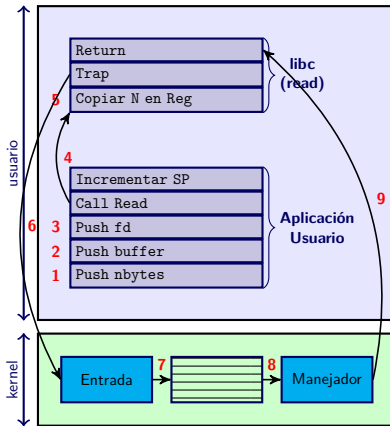 usuario
Return
Trap
5 Copiar N en Reg
libc
(read)
4
Incrementar SP
Call Read
3 Push fd
2 Push buffer
1 Push nbytes
Aplicación
Usuario
6
9
kernel
Entrada
7
8
Manejador